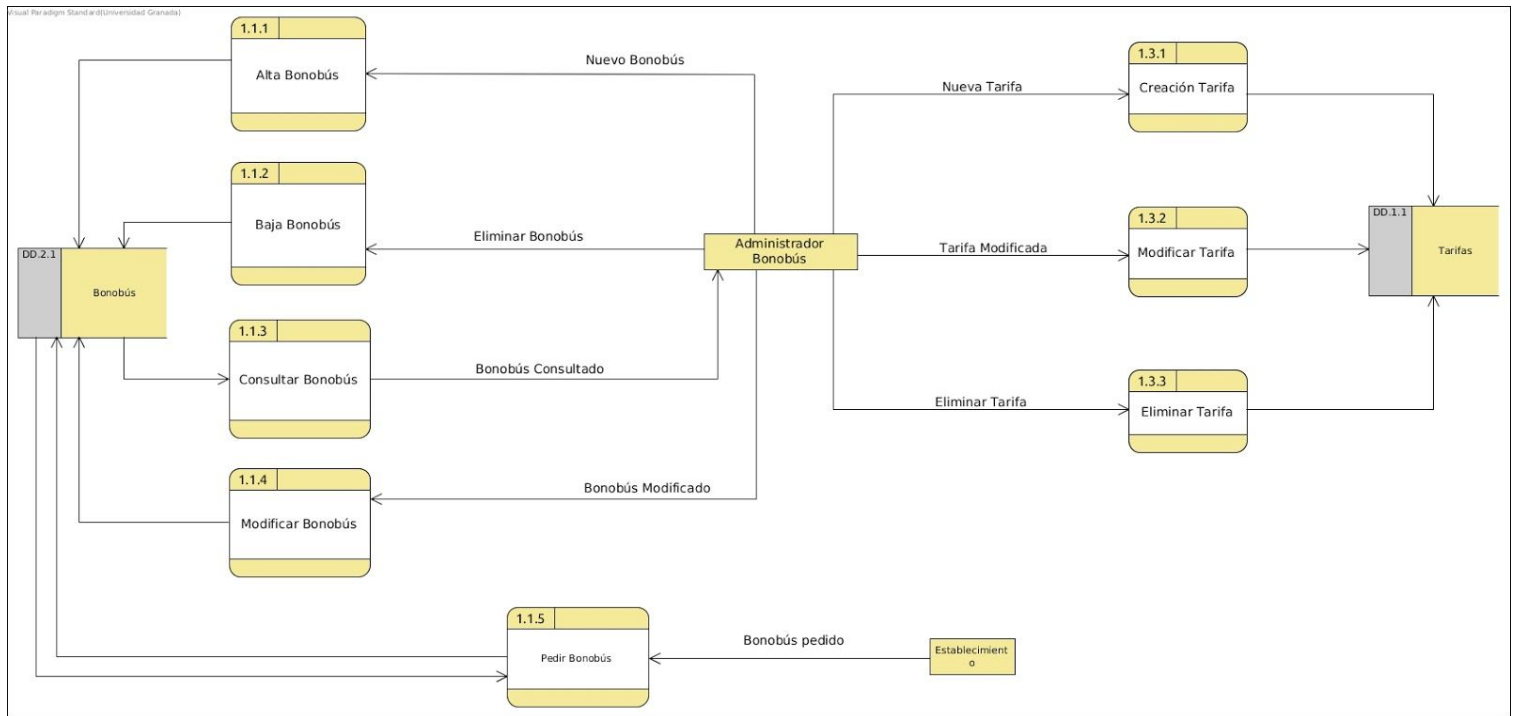 Visual Paradigm Standard(Universidad Granada)
1.1.1
Alta Bonobús
Nuevo Bonobús
1.3.1
Creación Tarifa
Nueva Tarifa
1.1.2
Baja Bonobús
Eliminar Bonobús
Administrador
Bonobús
Tarifa Modificada
1.3.2
Modificar Tarifa
DD.1.1
Tarifas
DD.2.1
Bonobús
1.1.3
Consultar Bonobús
Bonobús Consultado
Eliminar Tarifa
1.3.3
Eliminar Tarifa
1.1.4
Modificar Bonobús
Bonobús Modificado
1.1.5
Pedir Bonobús
Bonobús pedido
Establecimient
o